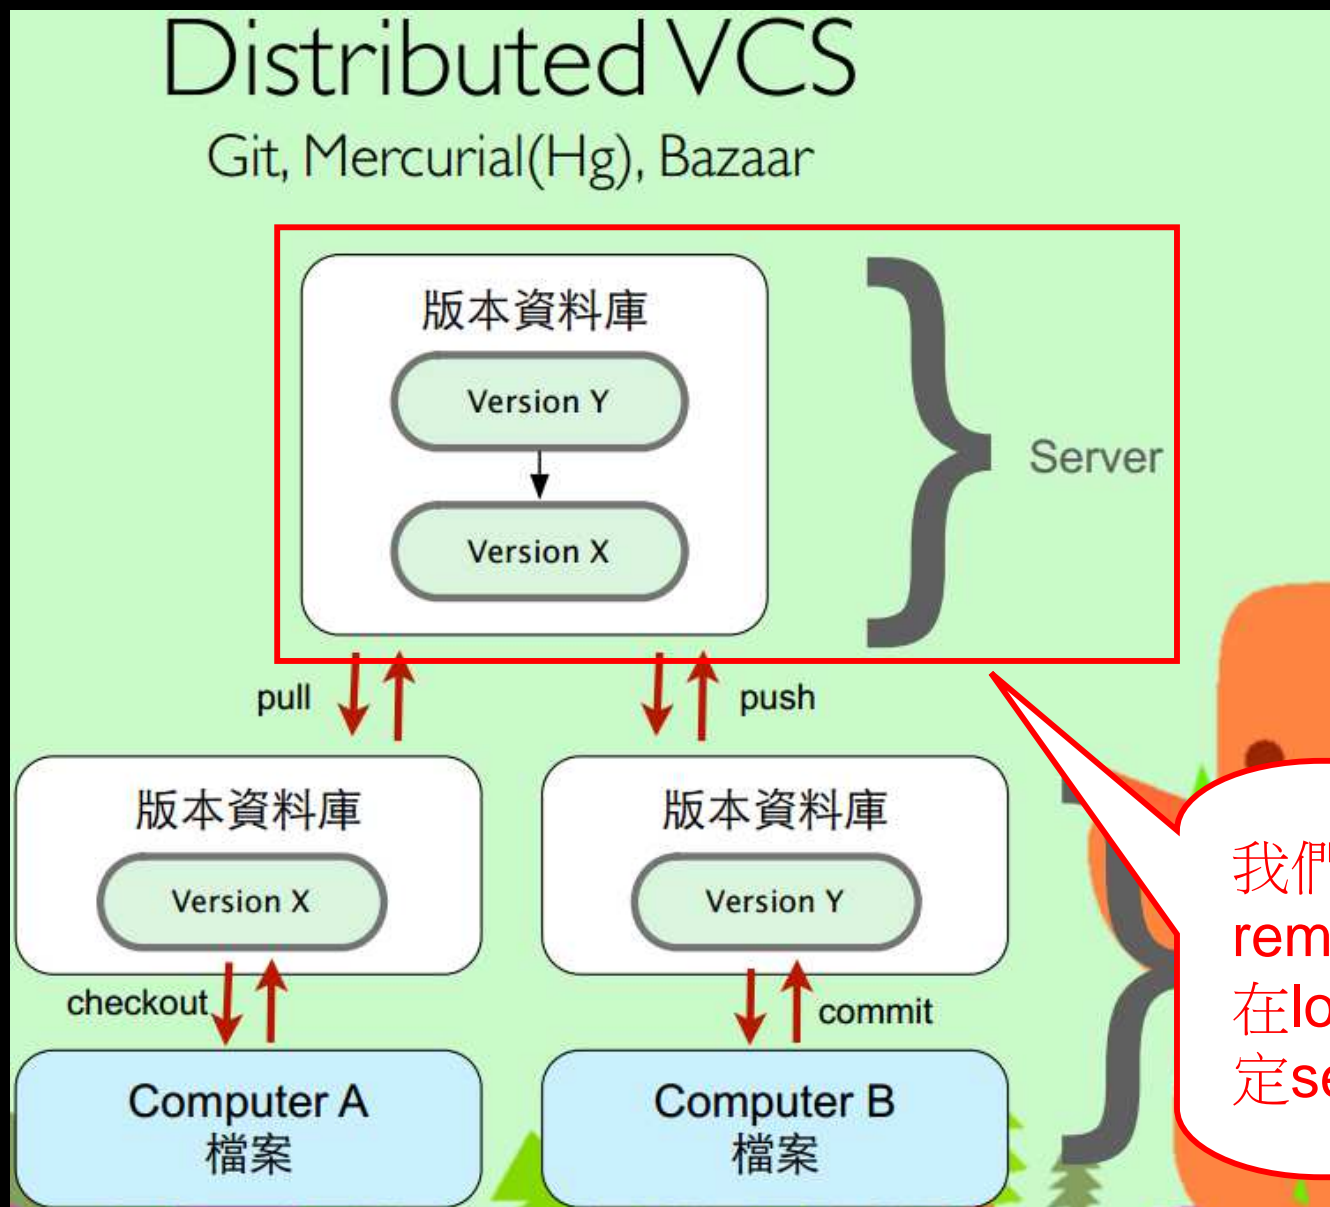 Distributed VCS
Git, Mercurial(Hg), Bazaar
版本資料庫
Version Y
Version X
Server
pull
push
版本資料庫
Version X
版本資料庫
Version Y
checkout
commit
Computer A
檔案
Computer B
檔案
我們
rem
在lo
定se